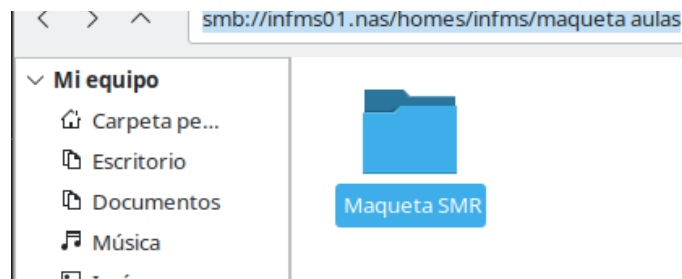 smb://infms01.nas/homes/infms/maqueta aulas
Mi equipo
Carpeta pe...
Escritorio
Documentos
Música
Maqueta SMR